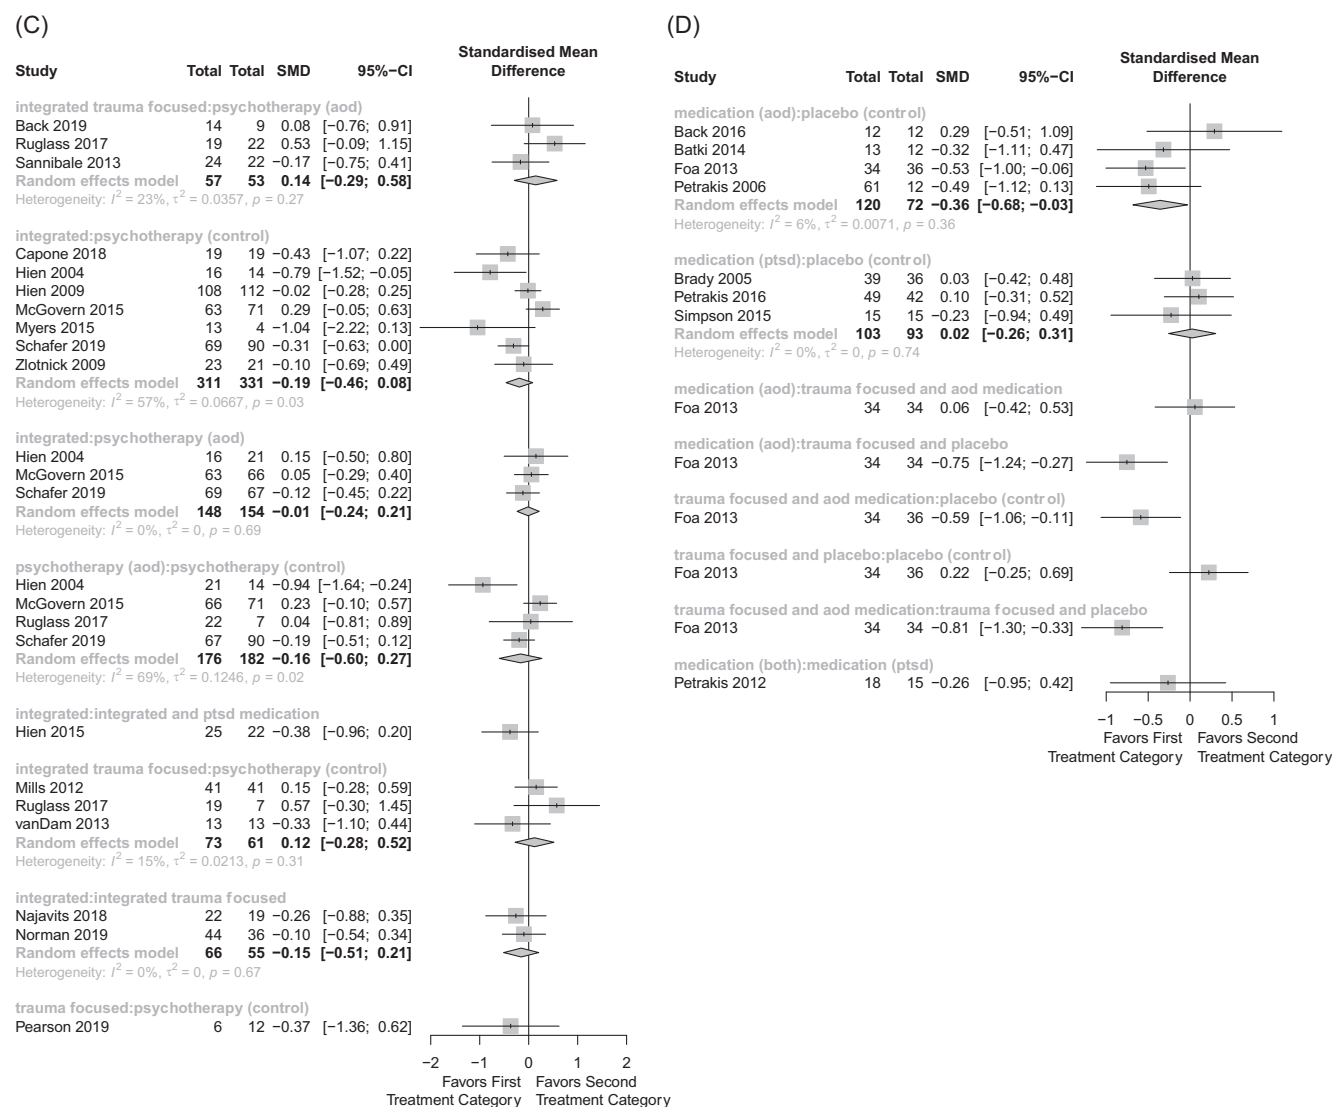 (C)
Standardised Mean
Study Total Total SMD 95%−CI Difference
integrated trauma focused:psychotherapy (aod)
Back 2019 14 9 0.08 [−0.76; 0.91]
Ruglass 2017 19 22 0.53 [−0.09; 1.15]
Sannibale 2013 24 22 −0.17 [−0.75; 0.41]
Random effects model 57 53 0.14 [−0.29; 0.58]
Heterogeneity: I² = 23%, τ² = 0.0357, p = 0.27
integrated:psychotherapy (control)
Capone 2018 19 19 −0.43 [−1.07; 0.22]
Hien 2004 16 14 −0.79 [−1.52; −0.05]
Hien 2009 108 112 −0.02 [−0.28; 0.25]
McGovern 2015 63 71 0.29 [−0.05; 0.63]
Myers 2015 13 4 −1.04 [−2.22; 0.13]
Schafer 2019 69 90 −0.31 [−0.63; 0.00]
Zlotnick 2009 23 21 −0.10 [−0.69; 0.49]
Random effects model 311 331 −0.19 [−0.46; 0.08]
Heterogeneity: I² = 57%, τ² = 0.0667, p = 0.03
integrated:psychotherapy (aod)
Hien 2004 16 21 0.15 [−0.50; 0.80]
McGovern 2015 63 66 0.05 [−0.29; 0.40]
Schafer 2019 69 67 −0.12 [−0.45; 0.22]
Random effects model 148 154 −0.01 [−0.24; 0.21]
Heterogeneity: I² = 0%, τ² = 0, p = 0.69
psychotherapy (aod):psychotherapy (control)
Hien 2004 21 14 −0.94 [−1.64; −0.24]
McGovern 2015 66 71 0.23 [−0.10; 0.57]
Ruglass 2017 22 7 0.04 [−0.81; 0.89]
Schafer 2019 67 90 −0.19 [−0.51; 0.12]
Random effects model 176 182 −0.16 [−0.60; 0.27]
Heterogeneity: I² = 69%, τ² = 0.1246, p = 0.02
integrated:integrated and ptsd medication
Hien 2015 25 22 −0.38 [−0.96; 0.20]
integrated trauma focused:psychotherapy (control)
Mills 2012 41 41 0.15 [−0.28; 0.59]
Ruglass 2017 19 7 0.57 [−0.30; 1.45]
vanDam 2013 13 13 −0.33 [−1.10; 0.44]
Random effects model 73 61 0.12 [−0.28; 0.52]
Heterogeneity: I² = 15%, τ² = 0.0213, p = 0.31
integrated:integrated trauma focused
Najavits 2018 22 19 −0.26 [−0.88; 0.35]
Norman 2019 44 36 −0.10 [−0.54; 0.34]
Random effects model 66 55 −0.15 [−0.51; 0.21]
Heterogeneity: I² = 0%, τ² = 0, p = 0.67
trauma focused:psychotherapy (control)
Pearson 2019 6 12 −0.37 [−1.36; 0.62]
−2 −1 0 1 2
Favors First Favors Second
Treatment Category Treatment Category
(D)
Standardised Mean
Study Total Total SMD 95%−CI Difference
medication (aod):placebo (control)
Back 2016 12 12 0.29 [−0.51; 1.09]
Batki 2014 13 12 −0.32 [−1.11; 0.47]
Foa 2013 34 36 −0.53 [−1.00; −0.06]
Petrakis 2006 61 12 −0.49 [−1.12; 0.13]
Random effects model 120 72 −0.36 [−0.68; −0.03]
Heterogeneity: I² = 6%, τ² = 0.0071, p = 0.36
medication (ptsd):placebo (control)
Brady 2005 39 36 0.03 [−0.42; 0.48]
Petrakis 2016 49 42 0.10 [−0.31; 0.52]
Simpson 2015 15 15 −0.23 [−0.94; 0.49]
Random effects model 103 93 0.02 [−0.26; 0.31]
Heterogeneity: I² = 0%, τ² = 0, p = 0.74
medication (aod):trauma focused and aod medication
Foa 2013 34 34 0.06 [−0.42; 0.53]
medication (aod):trauma focused and placebo
Foa 2013 34 34 −0.75 [−1.24; −0.27]
trauma focused and aod medication:placebo (control)
Foa 2013 34 36 −0.59 [−1.06; −0.11]
trauma focused and placebo:placebo (control)
Foa 2013 34 36 0.22 [−0.25; 0.69]
trauma focused and aod medication:trauma focused and placebo
Foa 2013 34 34 −0.81 [−1.30; −0.33]
medication (both):medication (ptsd)
Petrakis 2012 18 15 −0.26 [−0.95; 0.42]
−1 −0.5 0 0.5 1
Favors First Favors Second
Treatment Category Treatment Category